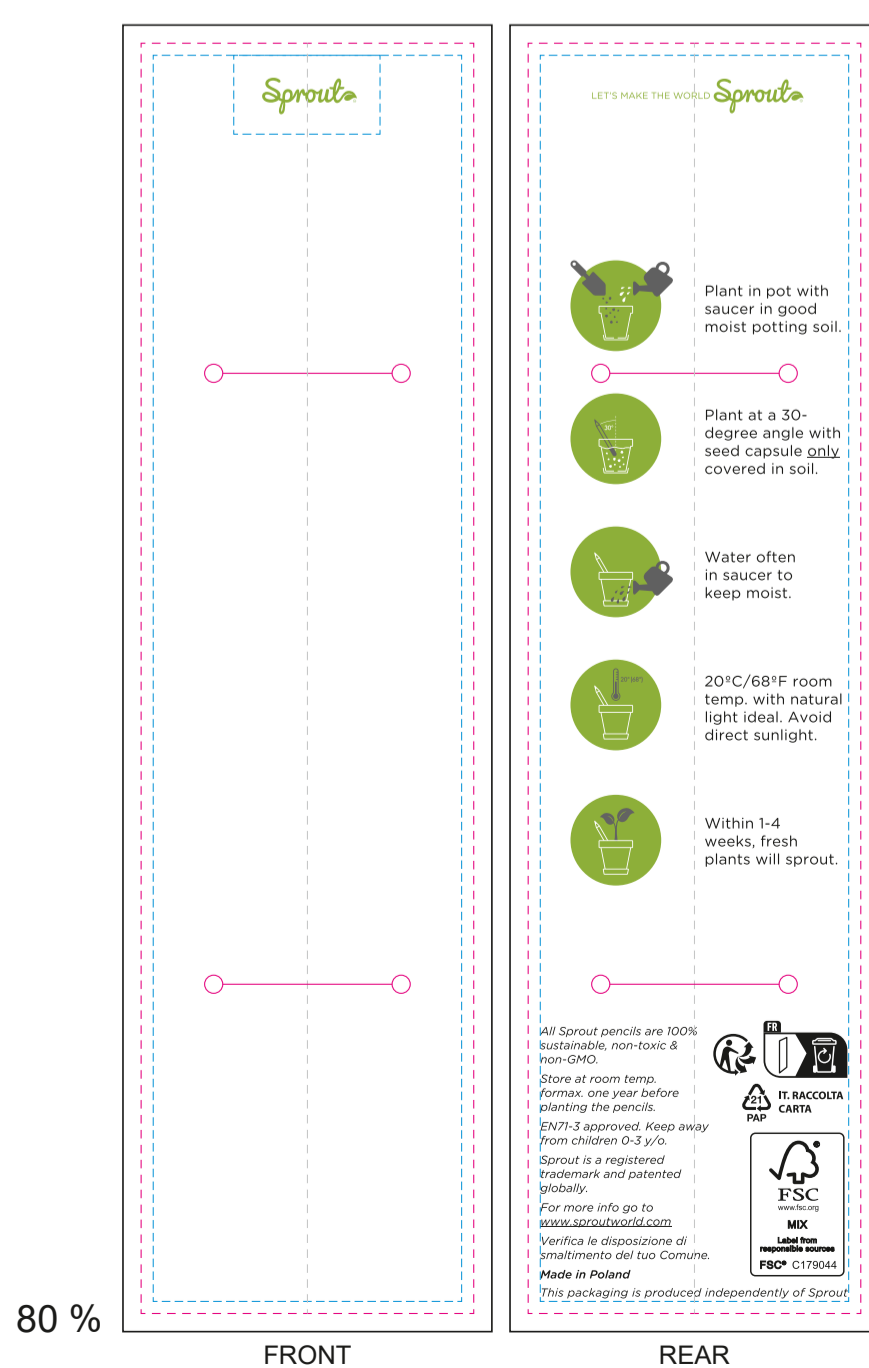 Sprout
LET'S MAKE THE WORLD Sprout
Plant in pot with
saucer in good
moist potting soil.
30°
Plant at a 30-
degree angle with
seed capsule only
covered in soil.
Water often
in saucer to
keep moist.
20° (68°)
20ºC/68ºF room
temp. with natural
light ideal. Avoid
direct sunlight.
Within 1-4
weeks, fresh
plants will sprout.
All Sprout pencils are 100%
sustainable, non-toxic &
non-GMO.
Store at room temp.
formax. one year before
planting the pencils.
EN71-3 approved. Keep away
from children 0-3 y/o.
Sprout is a registered
trademark and patented
globally.
For more info go to
www.sproutworld.com
Verifica le disposizione di
smaltimento del tuo Comune.
Made in Poland
This packaging is produced independently of Sprout
FR
21
PAP
IT. RACCOLTA
CARTA
FSC
www.fsc.org
MIX
Label from
responsible sources
FSC® C179044
80 %
FRONT
REAR